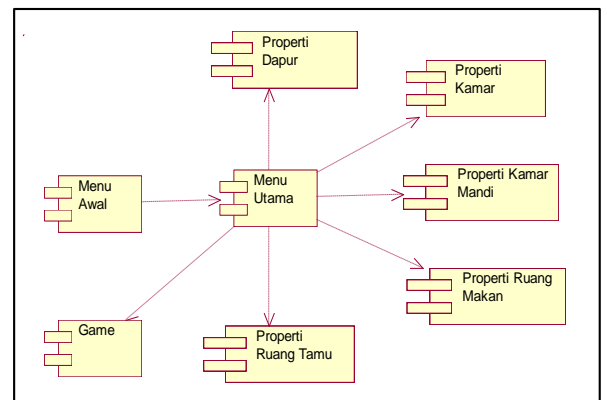 Properti
Dapur
Properti
Kamar
Menu
Awal
Menu
Utama
Properti Kamar
Mandi
Properti Ruang
Makan
Game
Properti
Ruang Tamu